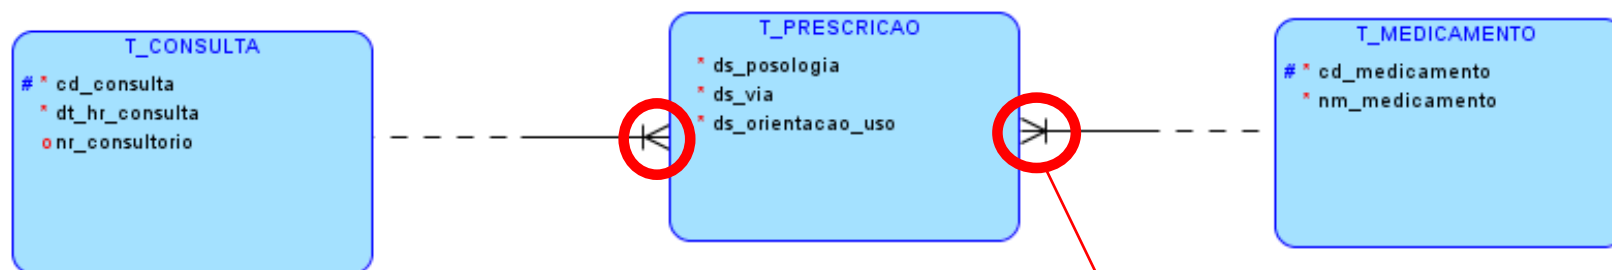 T_CONSULTA
# * cd_consulta
* dt_hr_consulta
o nr_consultorio
T_PRESCRICAO
* ds_posologia
* ds_via
* ds_orientacao_uso
T_MEDICAMENTO
# * cd_medicamento
* nm_medicamento